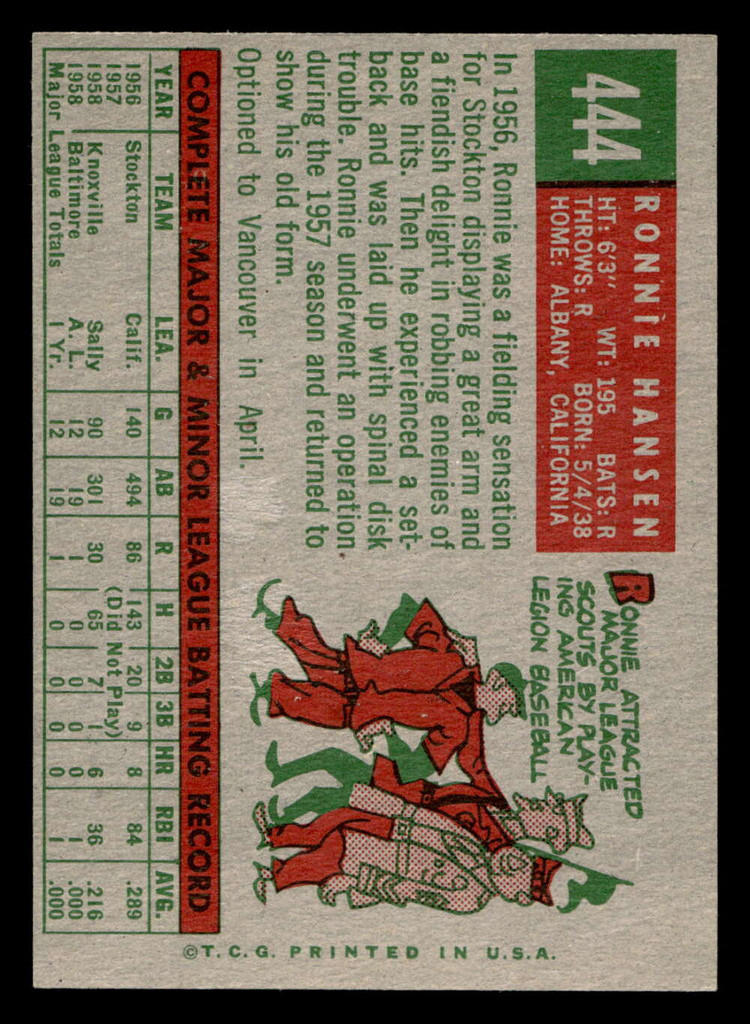 444
RONNIE HANSEN
HT: 6'3" WT: 195 BATS: R
THROWS: R BORN: 5/4/38
HOME: ALBANY, CALIFORNIA
In 1956, Ronnie was a fielding sensation
for Stockton displaying a great arm and
a fiendish delight in robbing enemies of
base hits. Then he experienced a set-
back and was laid up with spinal disk
trouble. Ronnie underwent an operation
during the 1957 season and returned to
show his old form.
Optioned to Vancouver in April.
RONNIE ATTRACTED
MAJOR LEAGUE
SCOUTS BY PLAY-
ING AMERICAN
LEGION BASEBALL
COMPLETE MAJOR & MINOR LEAGUE BATTING RECORD
YEAR TEAM LEA. G AB R H 2B 3B HR RBI AVG.
1956 Stockton Calif. 140 494 86 143 20 9 8 84 .289
1957 (Did Not Play)
1958 Knoxville Sally 90 301 30 65 7 1 6 36 .216
1958 Baltimore A. L. 12 19 1 0 0 0 0 1 .000
Major League Totals 1 Yr. 12 19 1 0 0 0 0 1 .000
©T.C.G. PRINTED IN U.S.A.